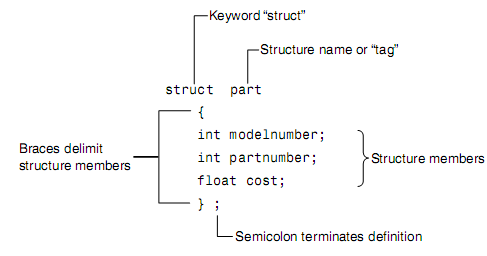 Keyword “struct”
Structure name or “tag”
struct part
{
int modelnumber;
Braces delimit
structure members
int partnumber;
Structure members
float cost;
} ;
Semicolon terminates definition